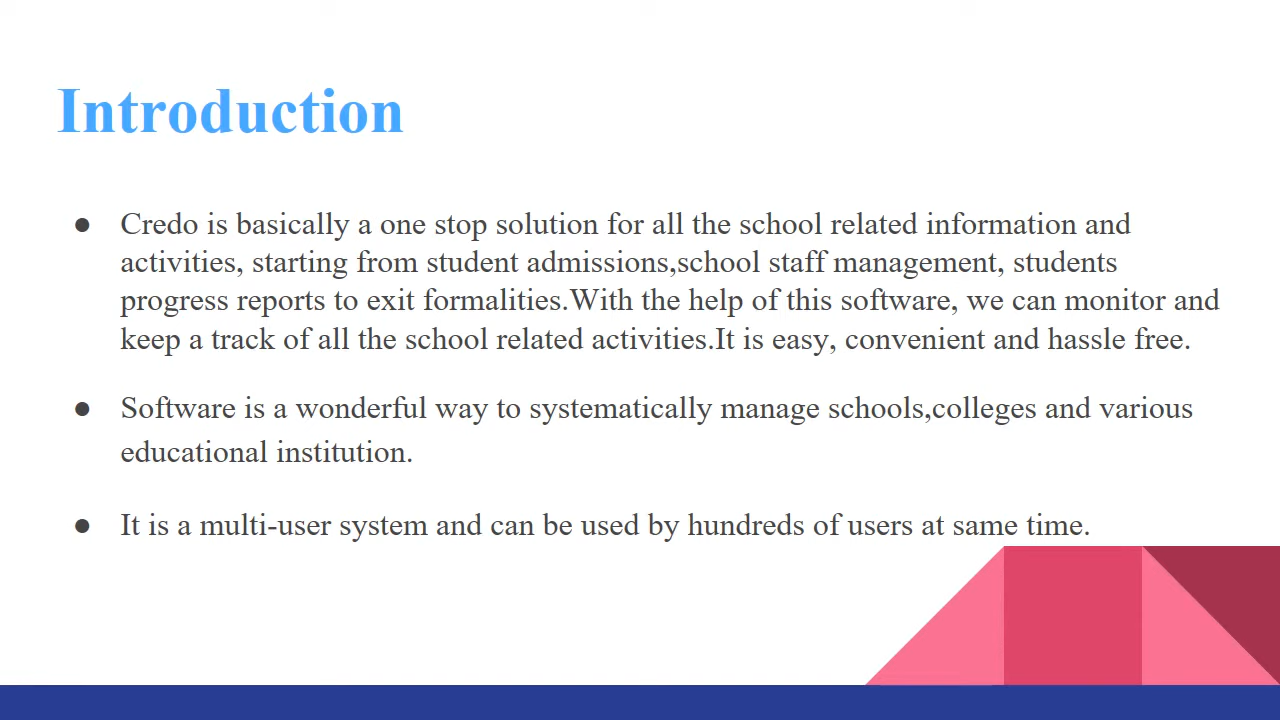 Introduction
● Credo is basically a one stop solution for all the school related information and
activities, starting from student admissions,school staff management, students
progress reports to exit formalities.With the help of this software, we can monitor and
keep a track of all the school related activities.It is easy, convenient and hassle free.
● Software is a wonderful way to systematically manage schools,colleges and various
educational institution.
● It is a multi-user system and can be used by hundreds of users at same time.